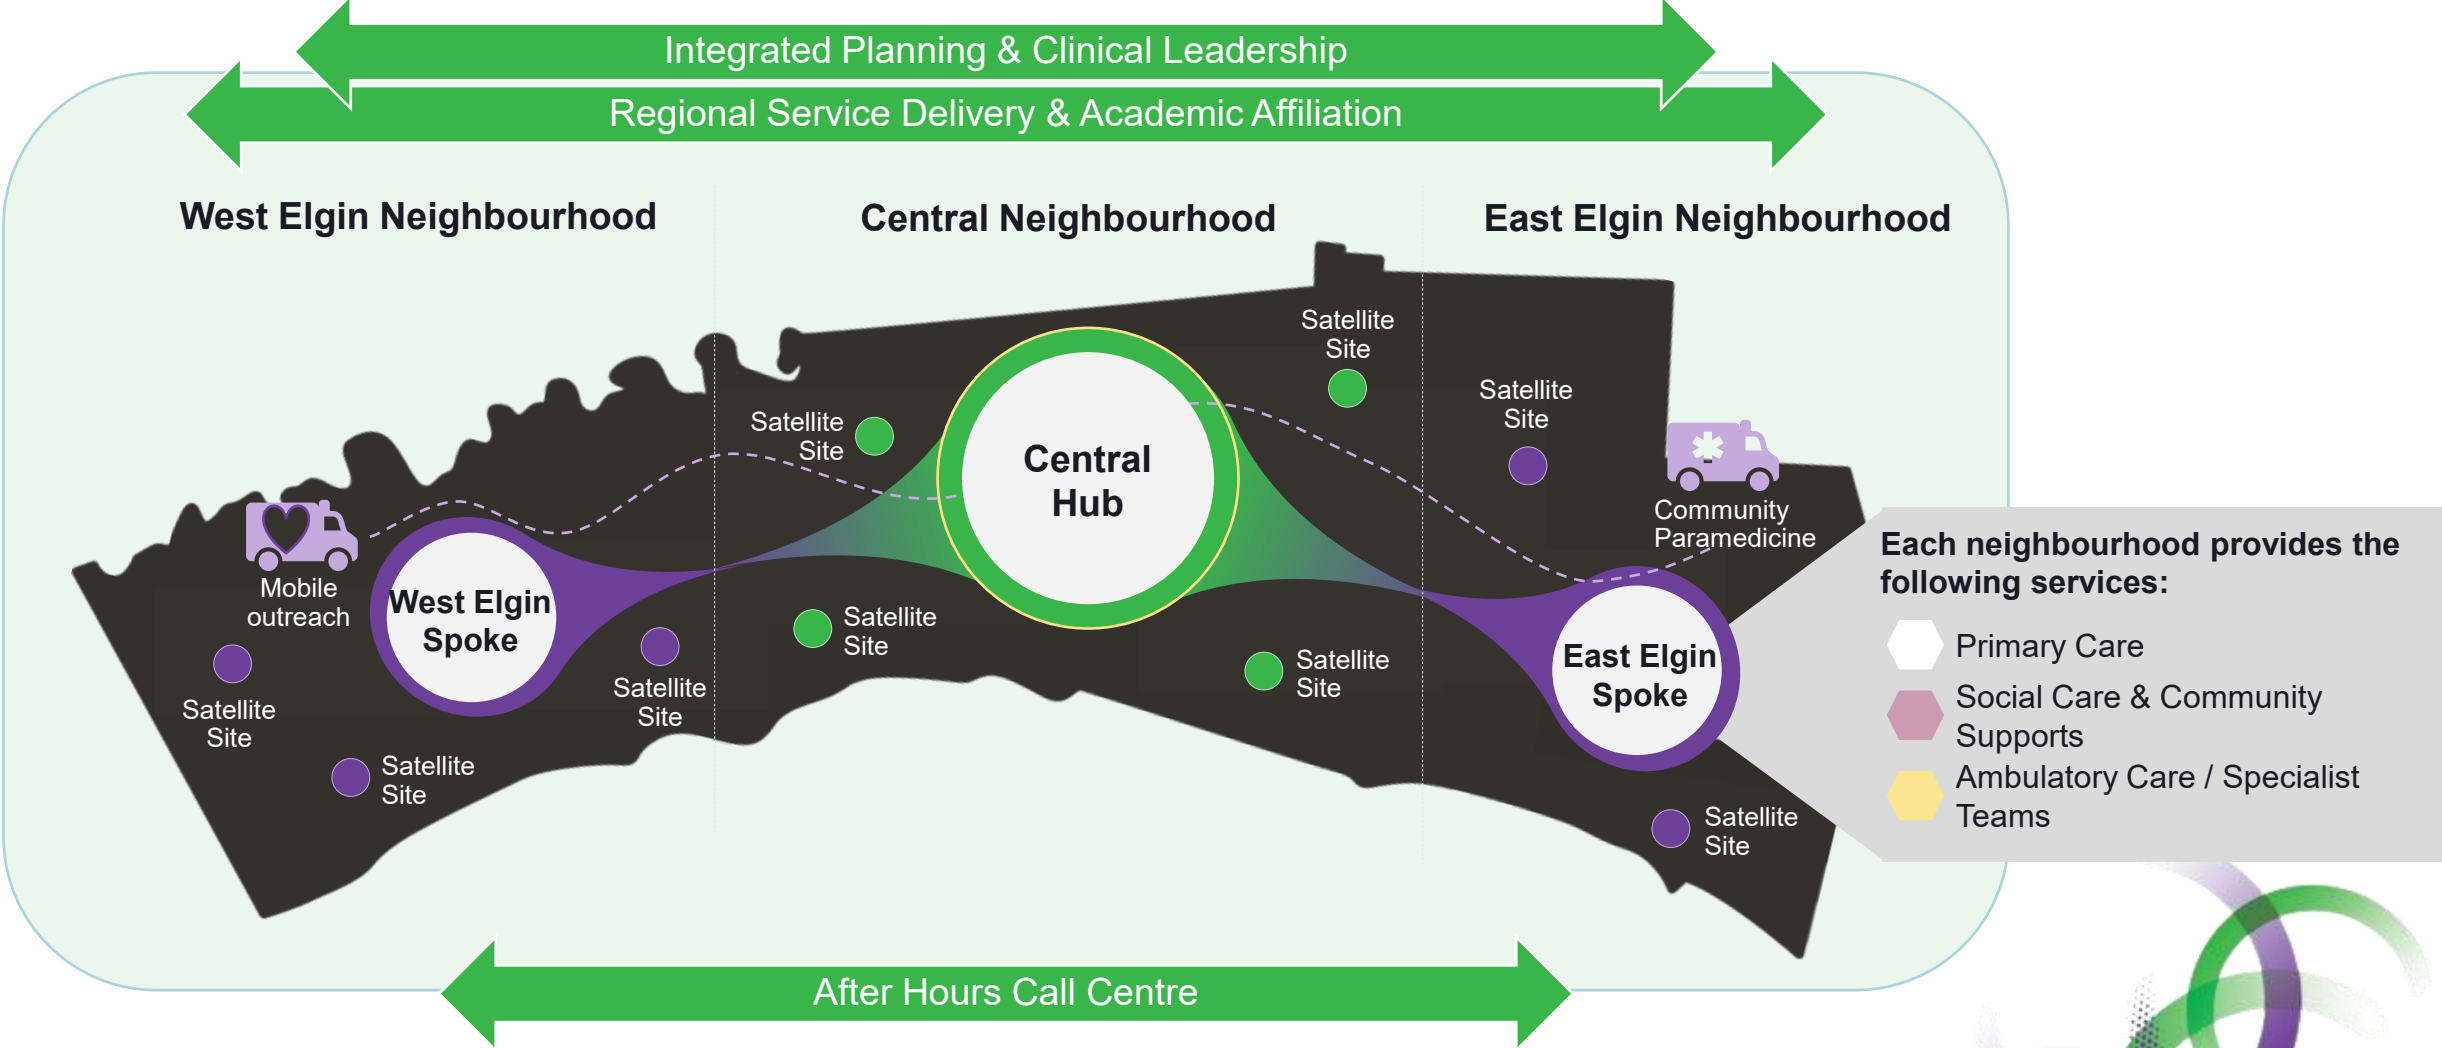 Integrated Planning & Clinical Leadership
Regional Service Delivery & Academic Affiliation
West Elgin Neighbourhood
Central Neighbourhood
East Elgin Neighbourhood
Satellite
Site
Satellite
Site
Satellite
Site
Central
Hub
Community
Paramedicine
Mobile
outreach
West Elgin
Spoke
Satellite
Site
Satellite
Site
East Elgin
Spoke
Satellite
Site
Satellite
Site
Satellite
Site
Satellite
Site
Each neighbourhood provides the
following services:
Primary Care
Social Care & Community
Supports
Ambulatory Care / Specialist
Teams
After Hours Call Centre